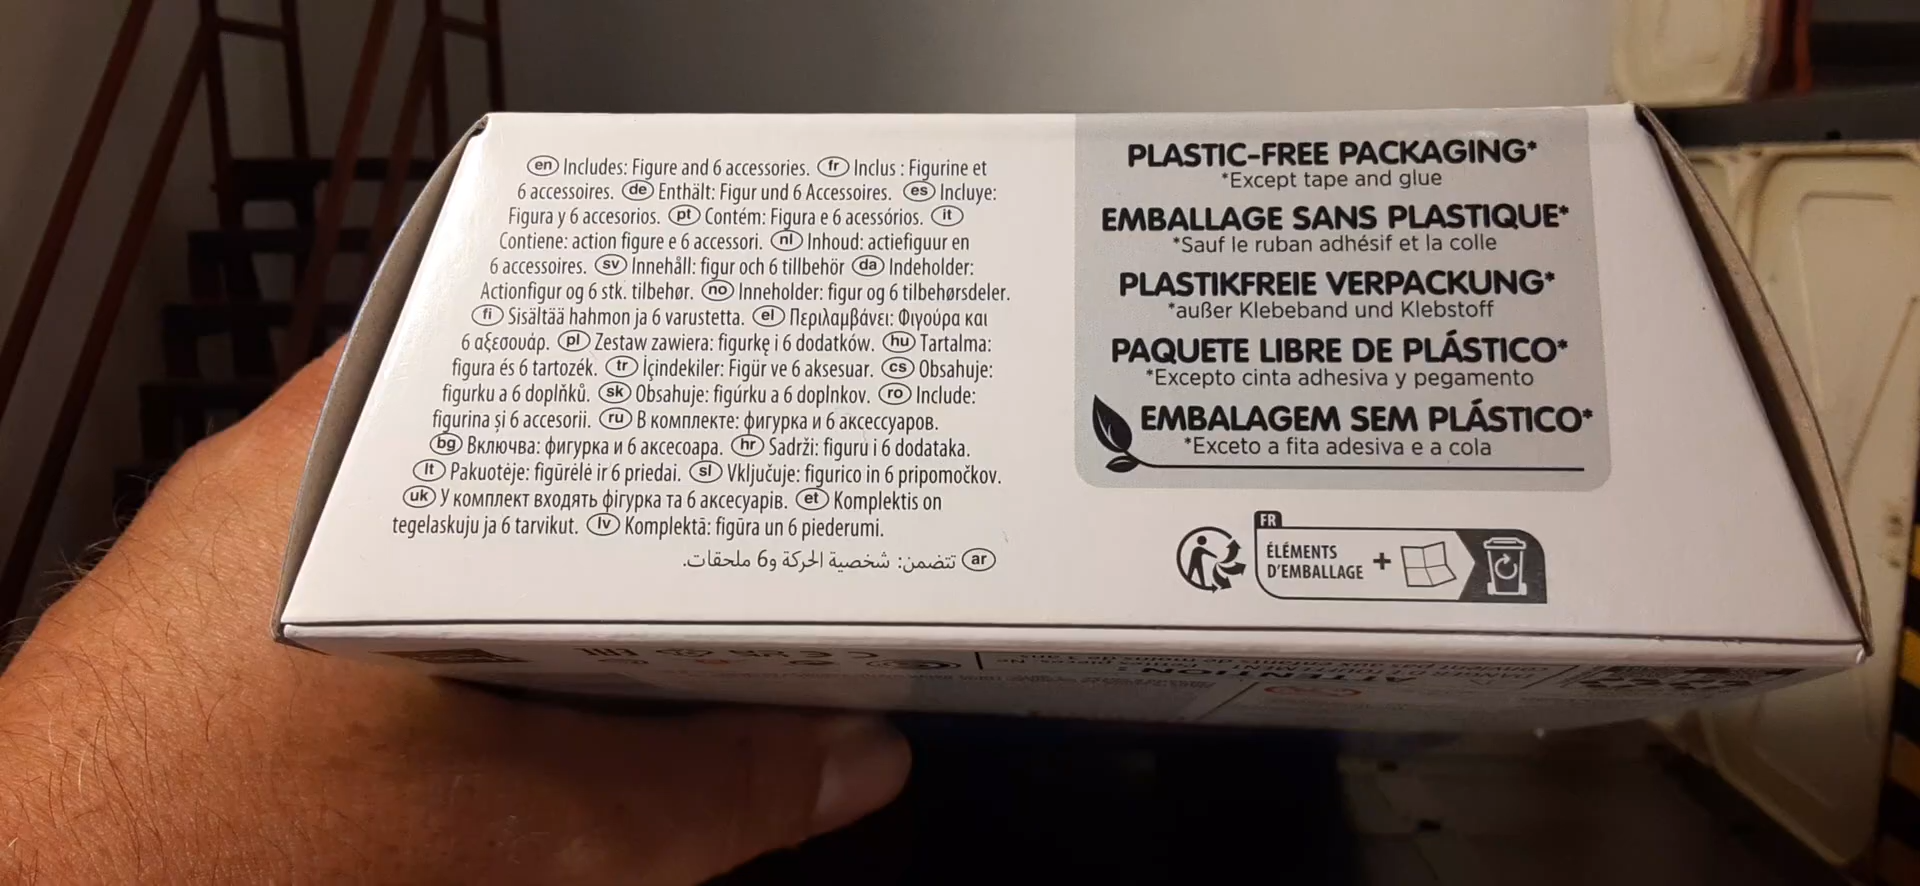 en Includes: Figure and 6 accessories. fr Inclus : Figurine et
6 accessoires. de Enthält: Figur und 6 Accessoires. es Incluye:
Figura y 6 accesorios. pt Contém: Figura e 6 acessórios. it
Contiene: action figure e 6 accessori. nl Inhoud: actiefiguur en
6 accessoires. sv Innehåll: figur och 6 tillbehör da Indeholder:
Actionfigur og 6 stk. tilbehør. no Inneholder: figur og 6 tilbehørsdeler.
fi Sisältää hahmon ja 6 varustetta. el Περιλαμβάνει: Φιγούρα και
6 αξεσουάρ. pl Zestaw zawiera: figurkę i 6 dodatków. hu Tartalma:
figura és 6 tartozék. tr İçindekiler: Figür ve 6 aksesuar. cs Obsahuje:
figurku a 6 doplňků. sk Obsahuje: figúrku a 6 doplnkov. ro Include:
figurina și 6 accesorii. ru В комплекте: фигурка и 6 аксессуаров.
bg Включва: фигурка и 6 аксесоара. hr Sadrži: figuru i 6 dodataka.
lt Pakuotėje: figūrėlė ir 6 priedai. sl Vključuje: figurico in 6 pripomočkov.
uk У комплект входять фігурка та 6 аксесуарів. et Komplektis on
tegelaskuju ja 6 tarvikut. lv Komplektā: figūra un 6 piederumi.
ar تتضمن: شخصية الحركة و6 ملحقات.
PLASTIC-FREE PACKAGING*
*Except tape and glue
EMBALLAGE SANS PLASTIQUE*
*Sauf le ruban adhésif et la colle
PLASTIKFREIE VERPACKUNG*
*außer Klebeband und Klebstoff
PAQUETE LIBRE DE PLÁSTICO*
*Excepto cinta adhesiva y pegamento
EMBALAGEM SEM PLÁSTICO*
*Exceto a fita adesiva e a cola
FR
ÉLÉMENTS
D'EMBALLAGE +
ATTENTION